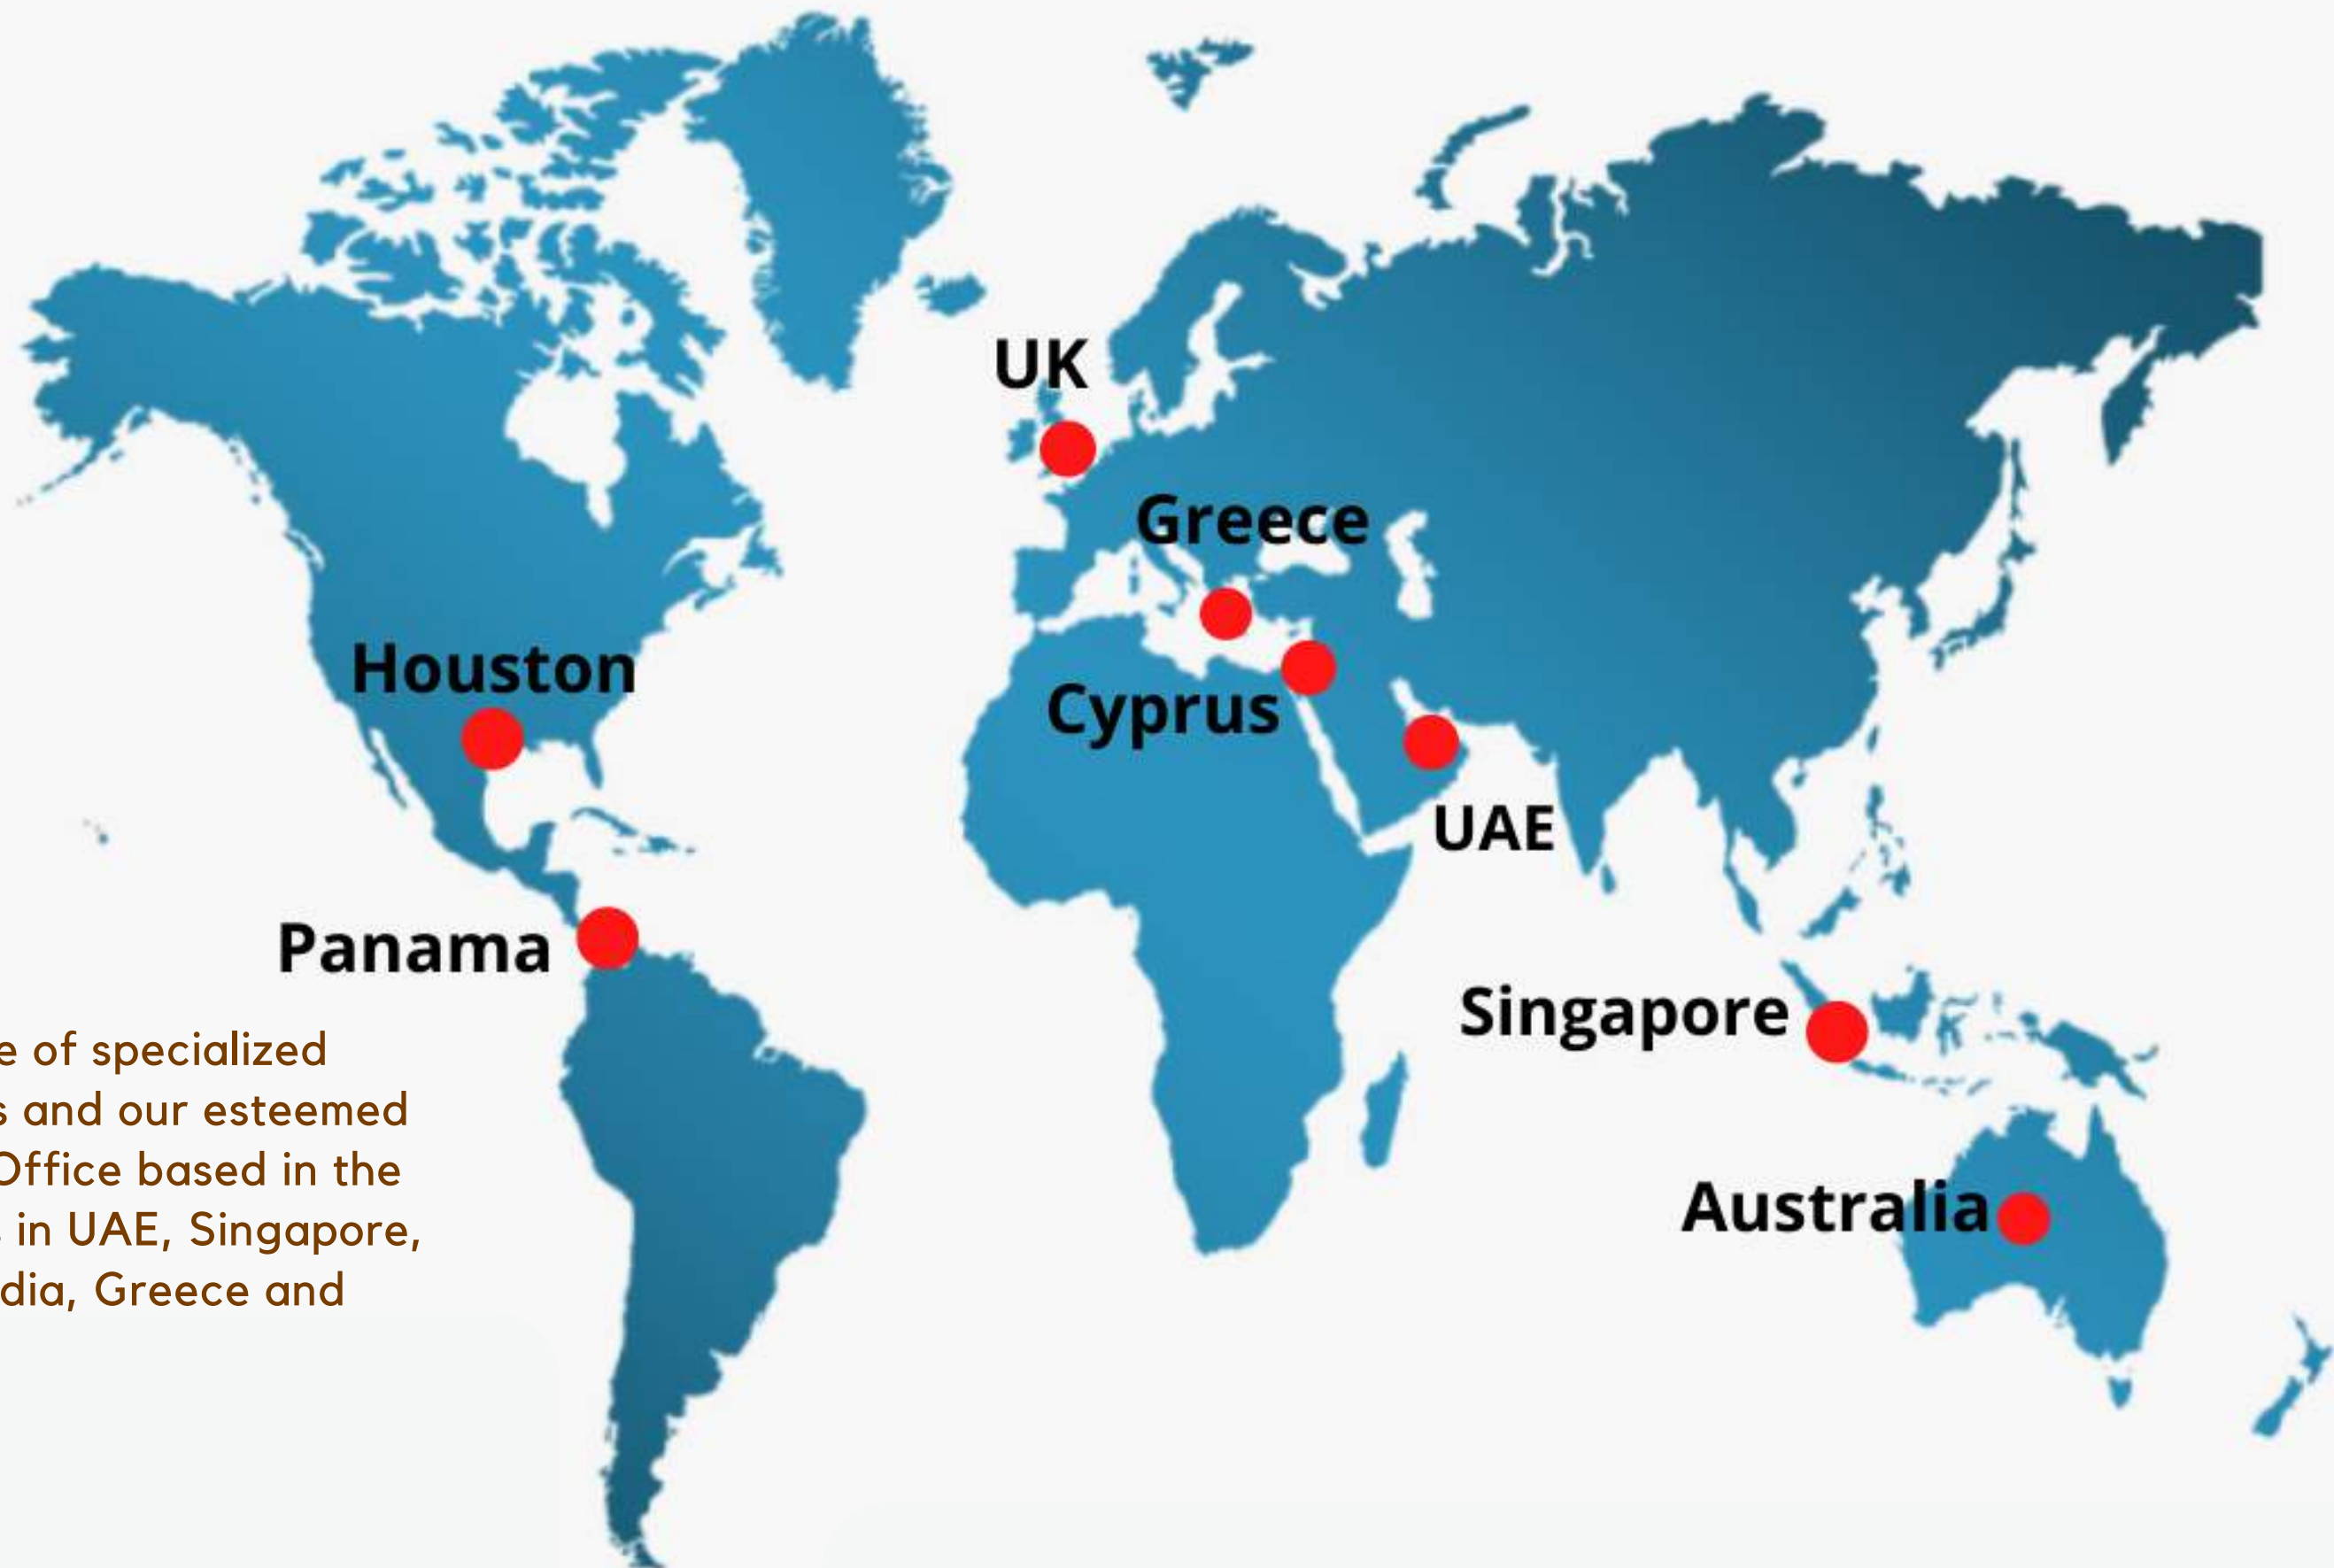 UK
Greece
Houston
Cyprus
UAE
Panama
Singapore
of specialized
and our esteemed
Office based in the
in UAE, Singapore,
Greece and
Australia